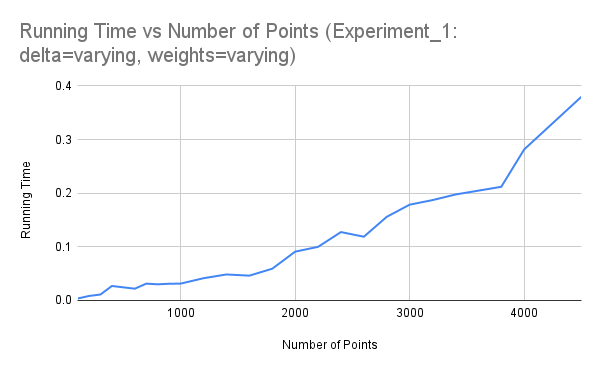 Running Time vs Number of Points (Experiment_1:
delta=varying, weights=varying)
0.4
0.3
0.2
0.1
0.0
Running Time
1000 2000 3000 4000
Number of Points